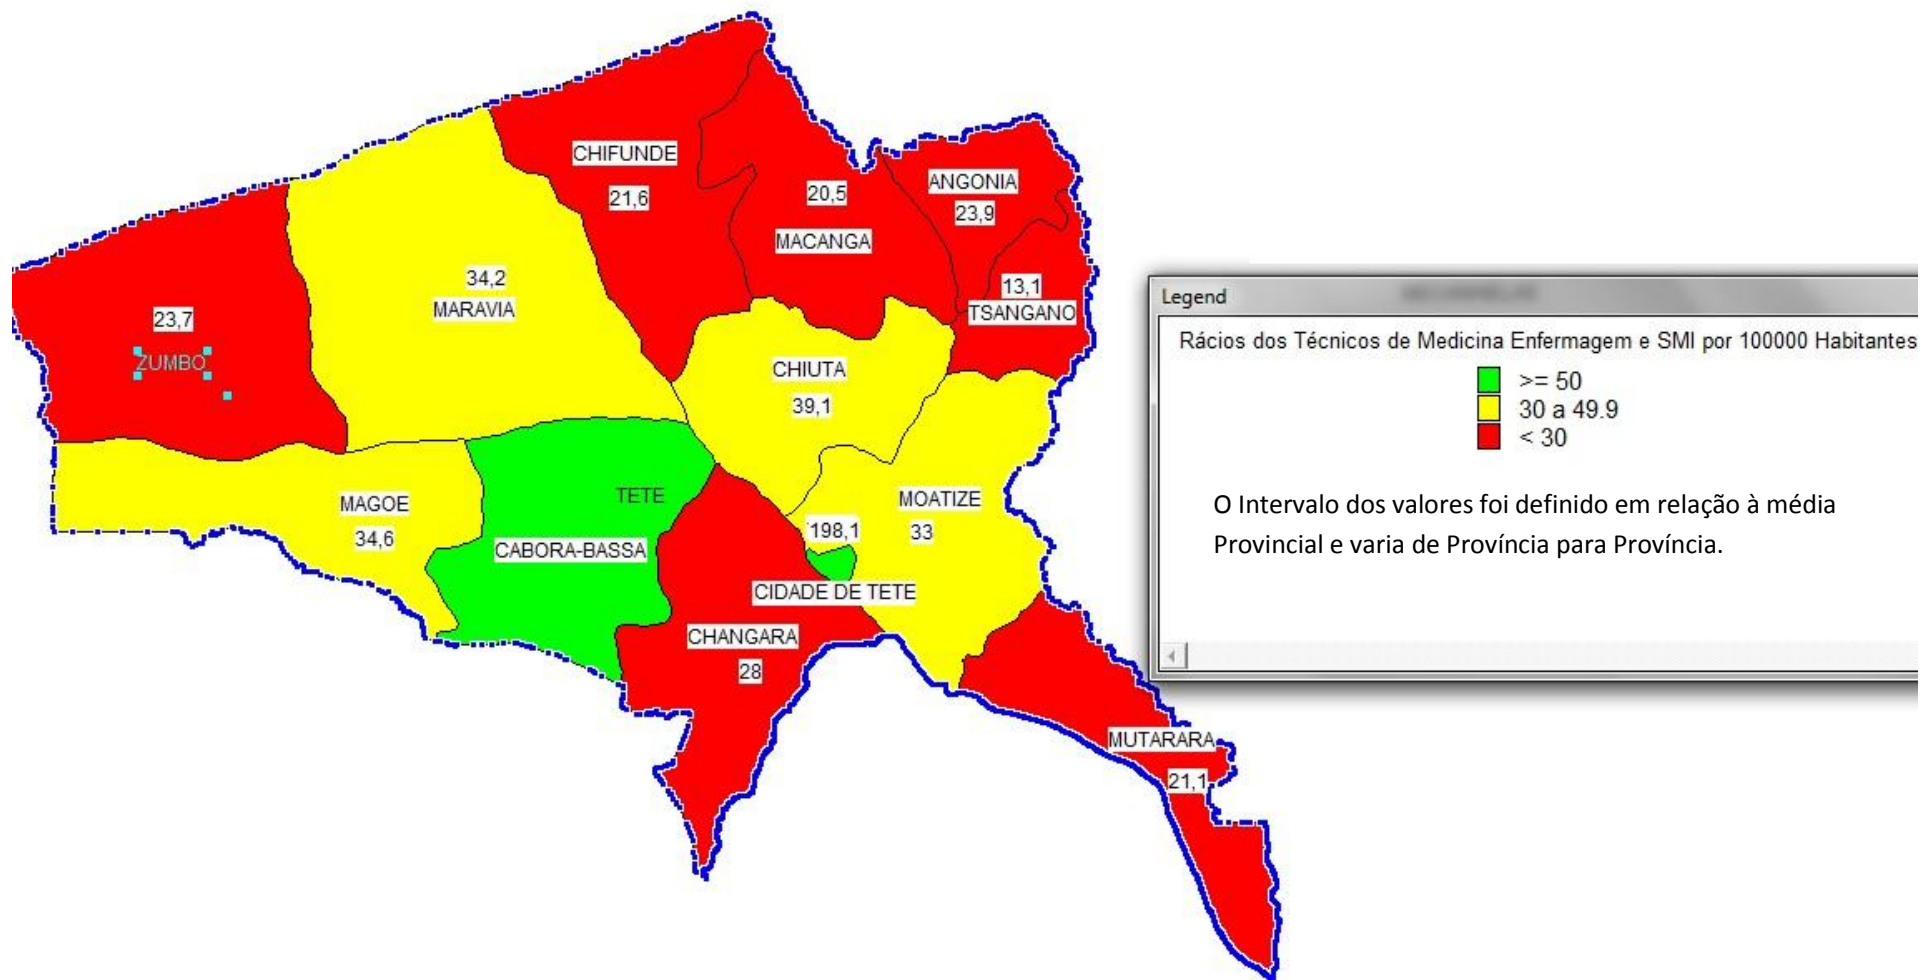 CHIFUNDE
21,6
20,5
MACANGA
ANGONIA
23,9
34,2
MARAVIA
13,1
TSANGANO
23,7
ZUMBO
CHIUTA
39,1
MAGOE
34,6
TETE
CABORA-BASSA
MOATIZE
33
198,1
CIDADE DE TETE
CHANGARA
28
MUTARARA
21,1
Legend
Rácios dos Técnicos de Medicina Enfermagem e SMI por 100000 Habitantes
>= 50
30 a 49.9
< 30
O Intervalo dos valores foi definido em relação à média
Provincial e varia de Província para Província.